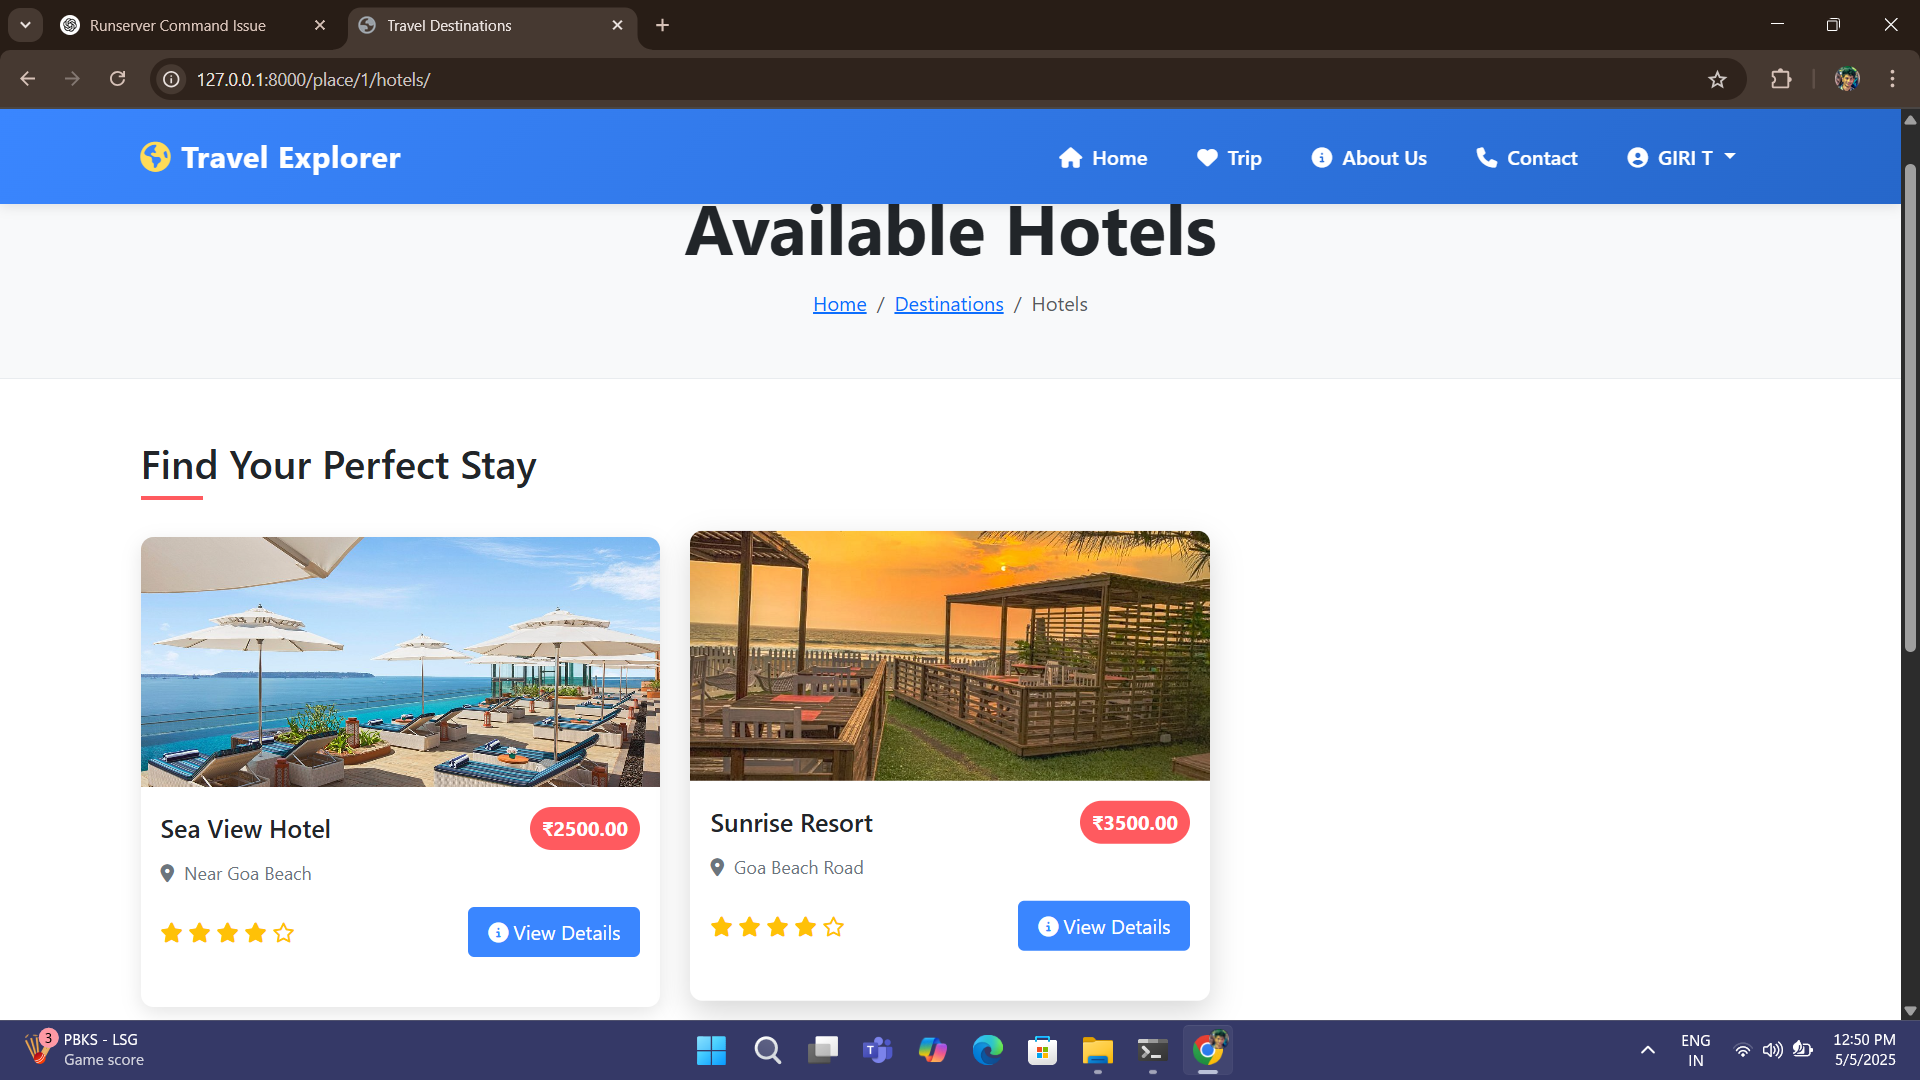 Runserver Command Issue
Travel Destinations
127.0.0.1:8000/place/1/hotels/
Travel Explorer
Home
Trip
About Us
Contact
GIRI T
Available Hotels
Home / Destinations / Hotels
Find Your Perfect Stay
Sea View Hotel
₹2500.00
Near Goa Beach
View Details
Sunrise Resort
₹3500.00
Goa Beach Road
View Details
3
PBKS - LSG
Game score
ENG
IN
12:50 PM
5/5/2025